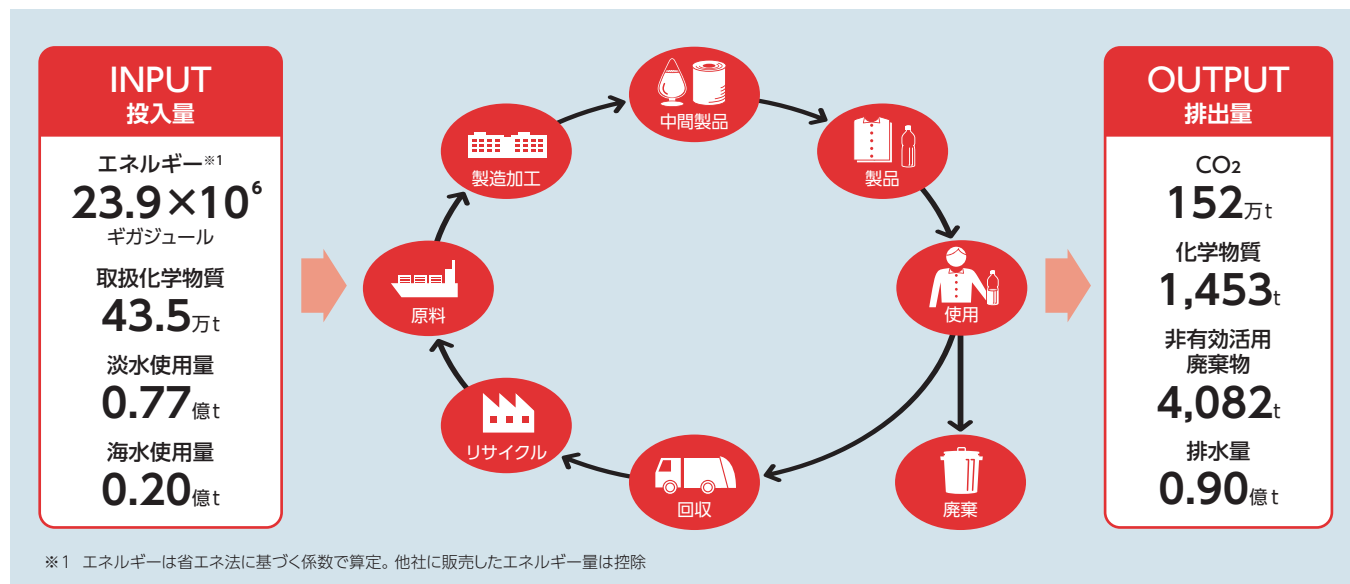 INPUT
投入量
エネルギー※1
23.9×10⁶
ギガジュール
取扱化学物質
43.5万t
淡水使用量
0.77億t
海水使用量
0.20億t
中間製品
製造加工
製品
原料
使用
リサイクル
回収
廃棄
OUTPUT
排出量
CO2
152万t
化学物質
1,453t
非有効活用
廃棄物
4,082t
排水量
0.90億t
※1 エネルギーは省エネ法に基づく係数で算定。他社に販売したエネルギー量は控除